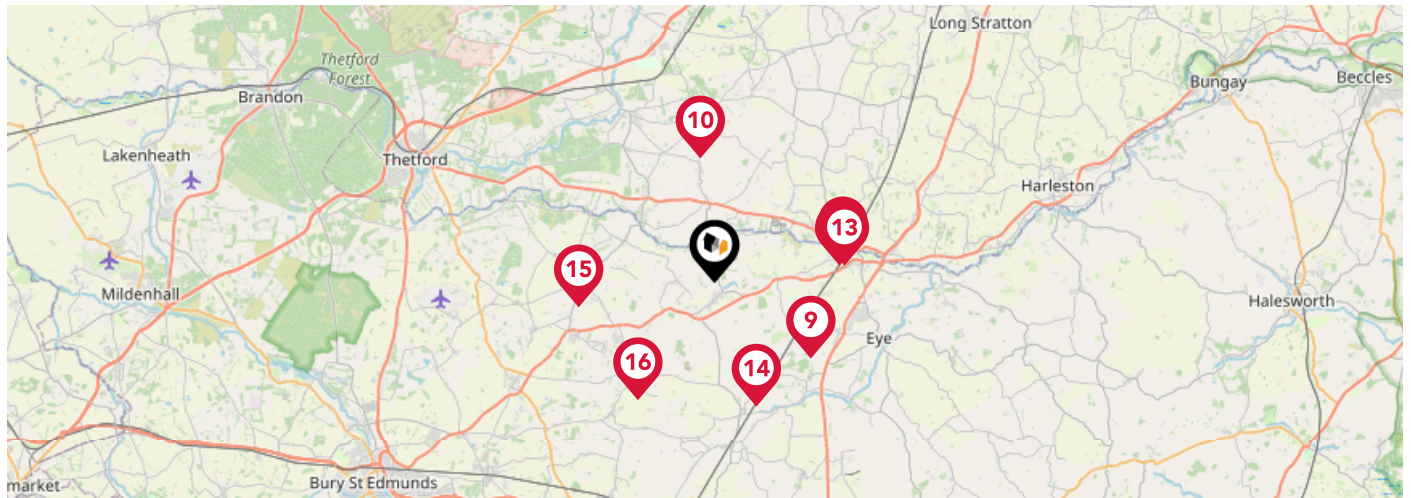 Long Stratton
Thetford
Forest
Bungay
Beccles
Brandon
10
Lakenheath
Thetford
Harleston
13
15
Mildenhall
Halesworth
9
Eye
16
14
Bury St Edmunds
market